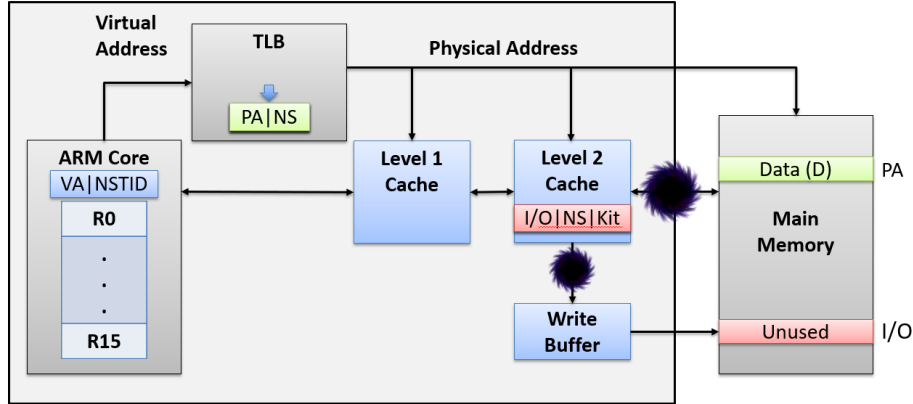 Virtual
Address
TLB
Physical Address
PA|NS
ARM Core
VA|NSTID
R0
.
.
.
R15
Level 1
Cache
Level 2
Cache
I/O|NS|Kit
Write
Buffer
Data (D)
PA
Main
Memory
Unused
I/O